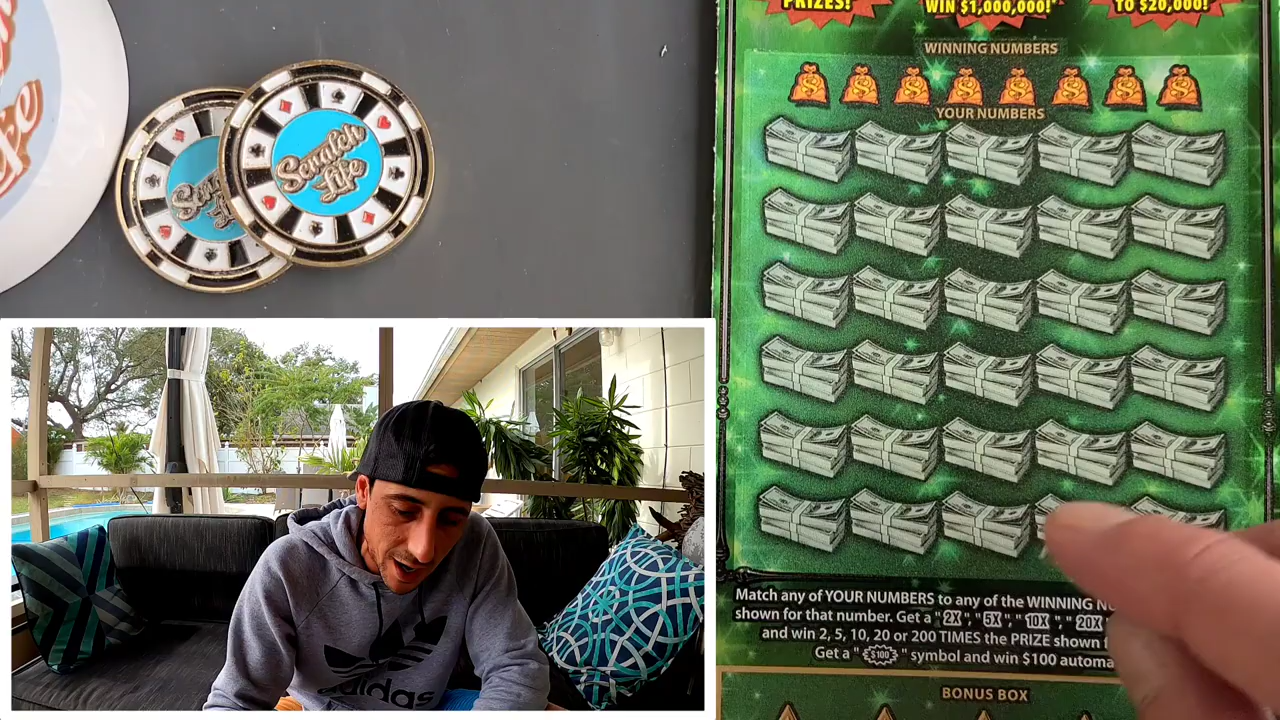 PRIZES!
WIN $1,000,000!*
TO $20,000!
WINNING NUMBERS
YOUR NUMBERS
Scratch
Life
adidas
Match any of YOUR NUMBERS to any of the WINNING
shown for that number. Get a "2X", "5X", "10X", "20X
and win 2, 5, 10, 20 or 200 TIMES the PRIZE shown
Get a "$100" symbol and win $100
BONUS BOX